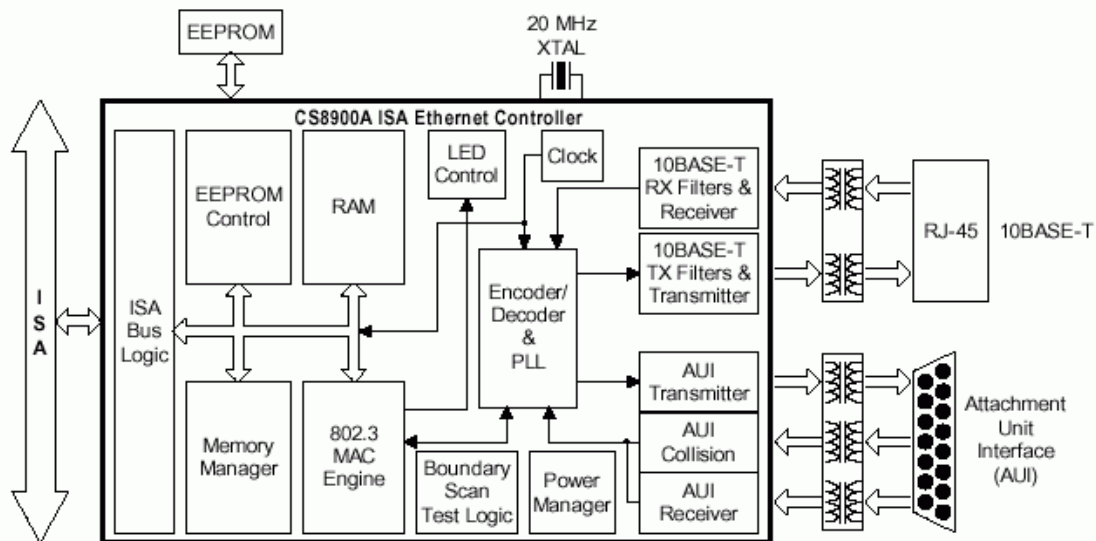 EEPROM
20 MHz
XTAL
CS8900A ISA Ethernet Controller
I
S
A
ISA
Bus
Logic
EEPROM
Control
RAM
LED
Control
Clock
10BASE-T
RX Filters &
Receiver
10BASE-T
TX Filters &
Transmitter
RJ-45
10BASE-T
Encoder/
Decoder
&
PLL
Memory
Manager
802.3
MAC
Engine
Boundary
Scan
Test Logic
Power
Manager
AUI
Transmitter
AUI
Collision
AUI
Receiver
Attachment
Unit
Interface
(AUI)